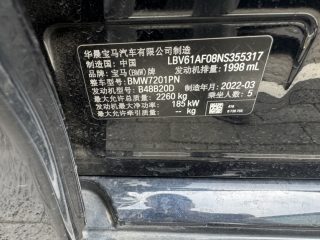 华晨宝马汽车有限公司制造
制造国：中国 LBV61AF08NS355317
品牌：宝马(BMW)牌 发动机排量：1998 mL
整车型号：BMW7201PN
发动机型号：B48B20D 制造年月：2022-03
最大允许总质量：2260 kg 乘坐人数：5
发动机最大净功率：185 kW
最大允许牵引质量：-- kg